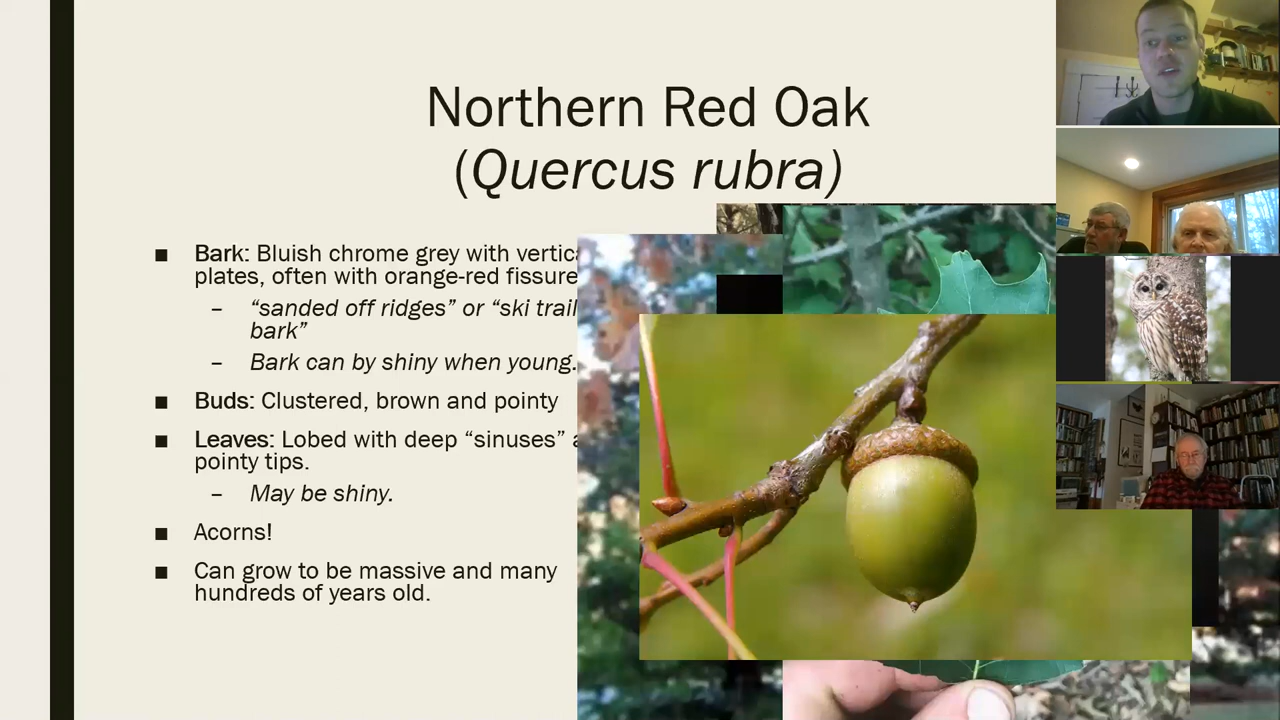 Northern Red Oak
(Quercus rubra)
■ Bark: Bluish chrome grey with
plates, often with orange-red
– “sanded off ridges” or “ski trail
bark”
– Bark can by shiny when young.
■ Buds: Clustered, brown and pointy
■ Leaves: Lobed with deep “sinuses”
pointy tips.
– May be shiny.
■ Acorns!
■ Can grow to be massive and many
hundreds of years old.